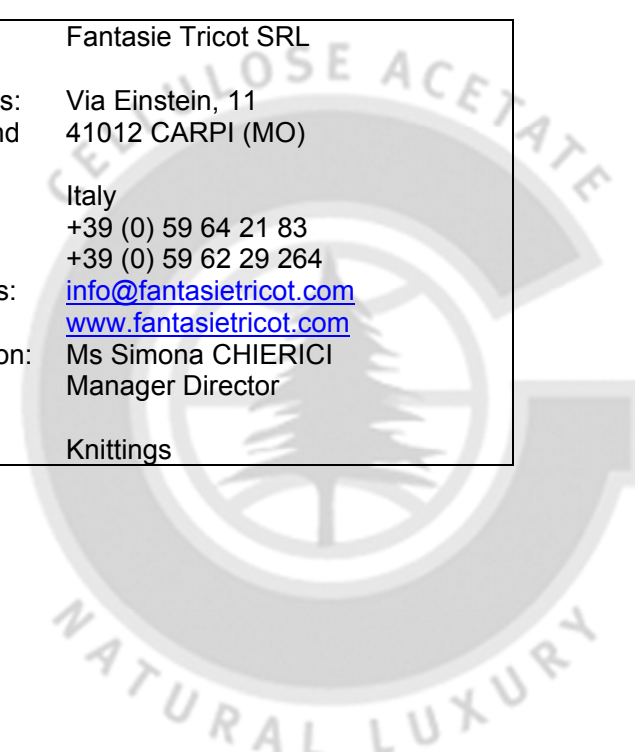 Fantasie Tricot SRL
s: Via Einstein, 11
nd 41012 CARPI (MO)
Italy
+39 (0) 59 64 21 83
+39 (0) 59 62 29 264
s: info@fantasietricot.com
www.fantasietricot.com
on: Ms Simona CHIERICI
Manager Director
Knittings
CELLULOSE ACETATE
NATURAL LUXURY